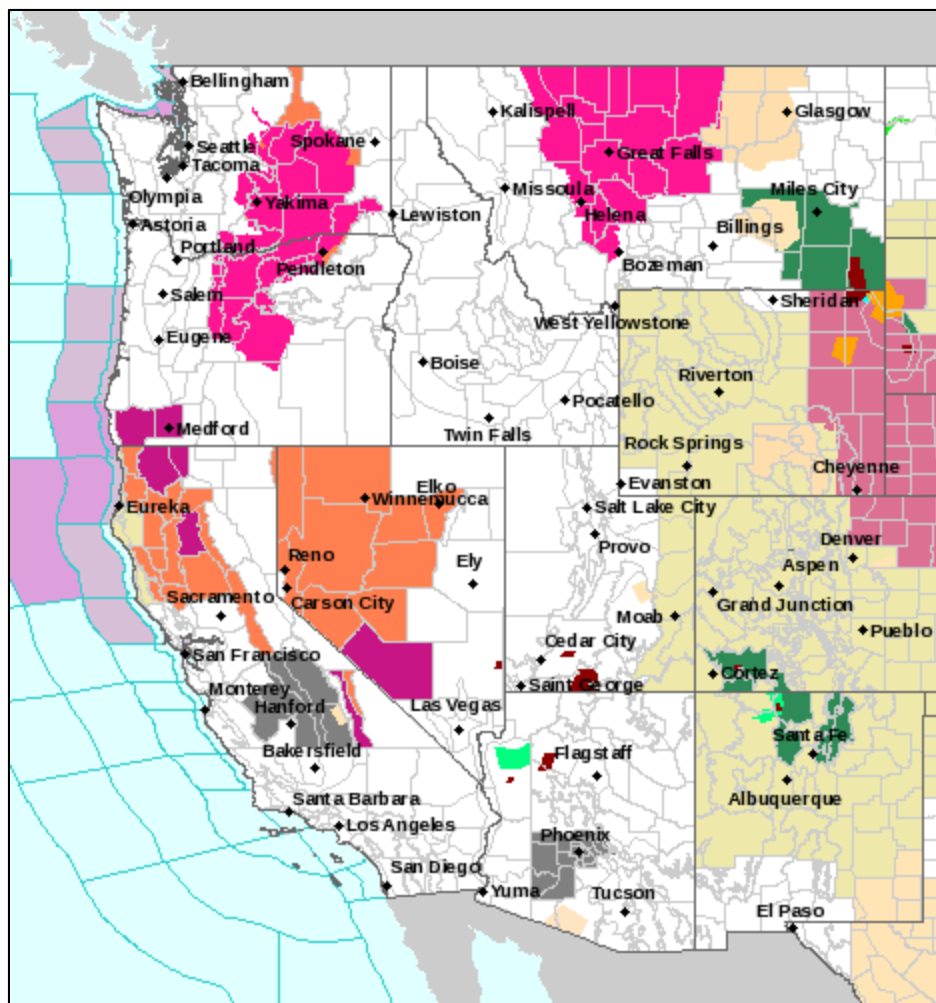 Bellingham
Kalispell
Glasgow
Seattle
Spokane
Great Falls
Tacoma
Missoula
Miles City
Olympia
Yakima
Lewiston
Helena
Astoria
Billings
Portland
Pendleton
Bozeman
Salem
Sheridan
West Yellowstone
Eugene
Boise
Riverton
Pocatello
Medford
Twin Falls
Rock Springs
Cheyenne
Elko
Evanston
Winnemucca
Eureka
Salt Lake City
Denver
Provo
Reno
Ely
Aspen
Sacramento
Carson City
Grand Junction
Moab
Pueblo
Cedar City
San Francisco
Cortez
Saint George
Monterey
Las Vegas
Hanford
Santa Fe
Bakersfield
Flagstaff
Santa Barbara
Albuquerque
Los Angeles
Phoenix
San Diego
Yuma
Tucson
El Paso